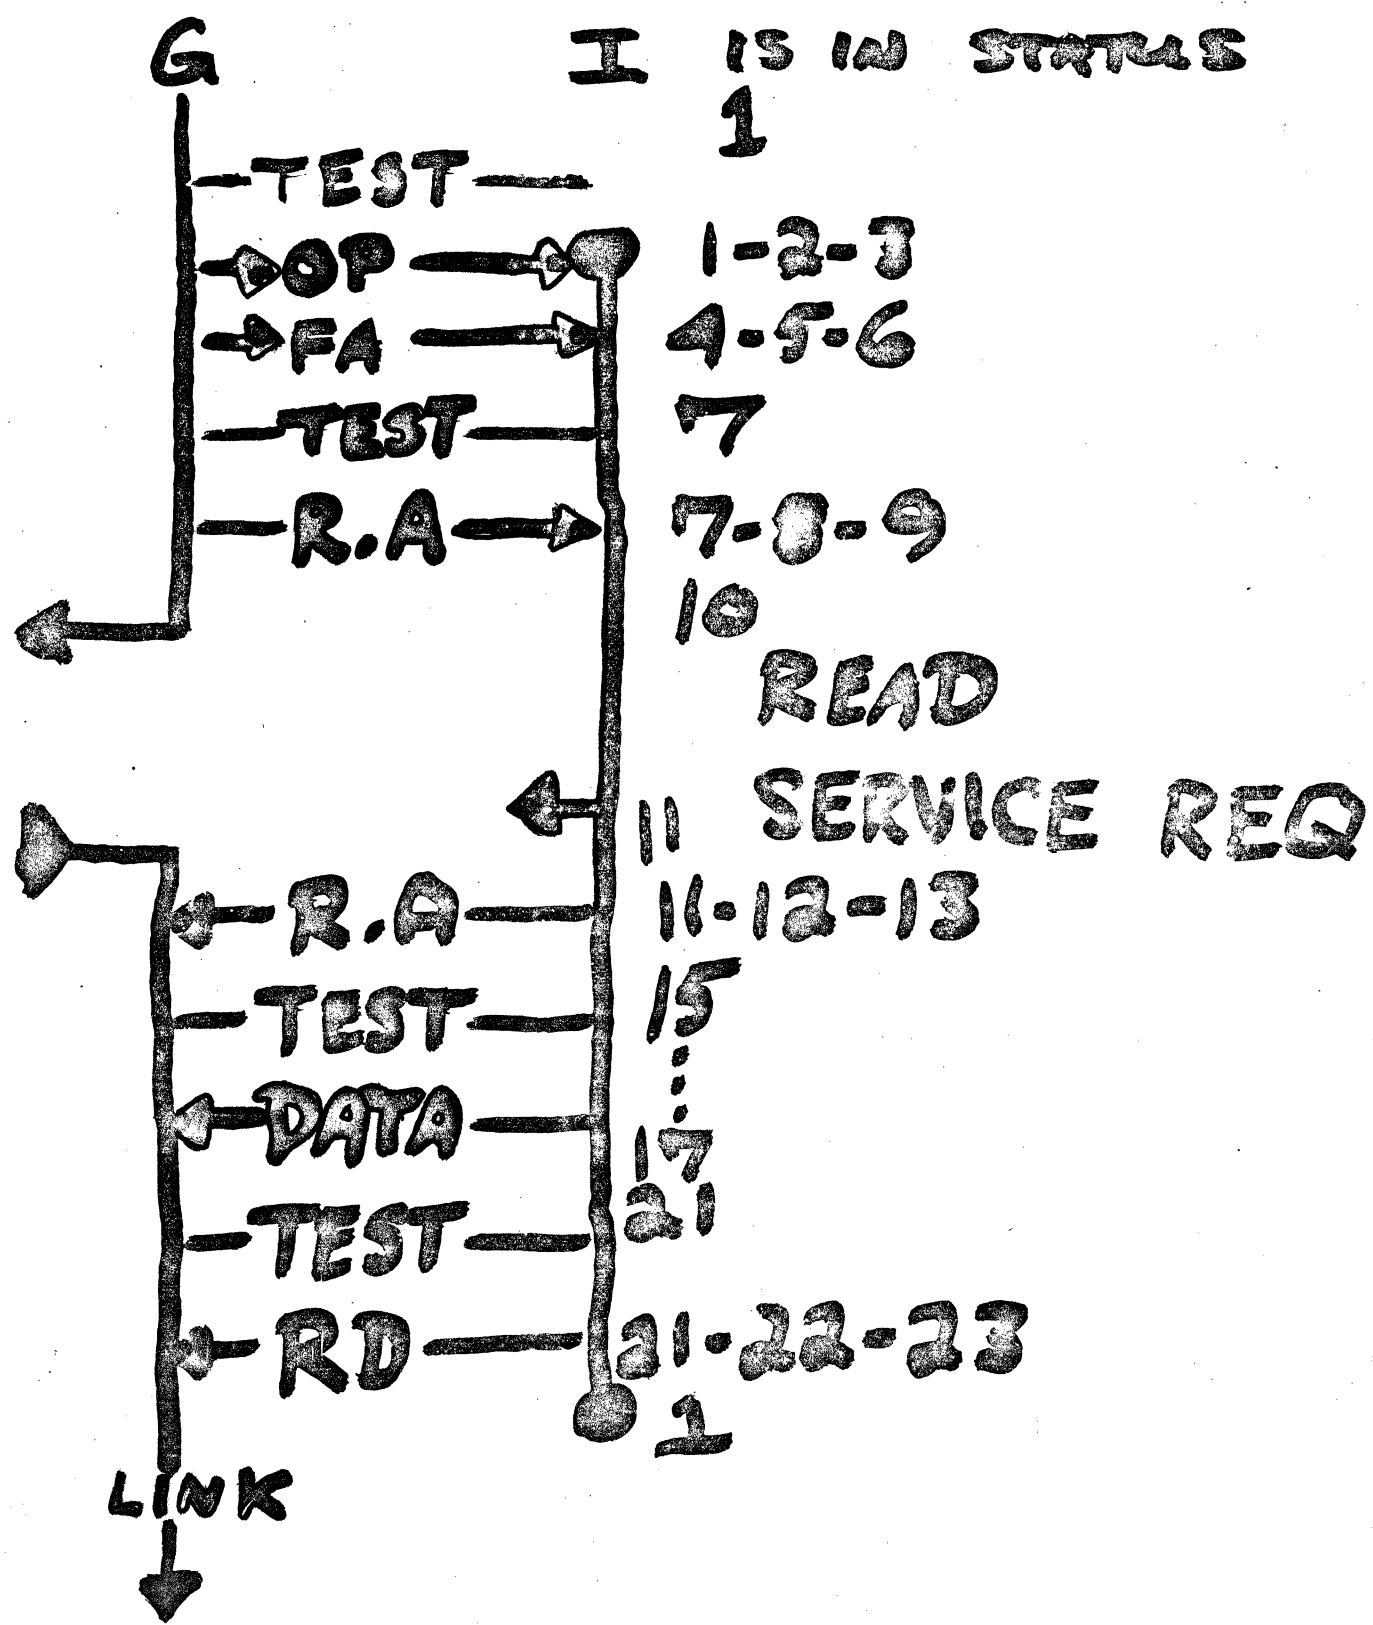 G I IS IN STATUS
1
TEST
OP 1-2-3
FA 4-5-6
TEST 7
R.A 7-8-9
10
READ
11 SERVICE REQ
R.A 11-12-13
TEST 15
DATA 17
TEST 21
RD 21-22-23
1
LINK